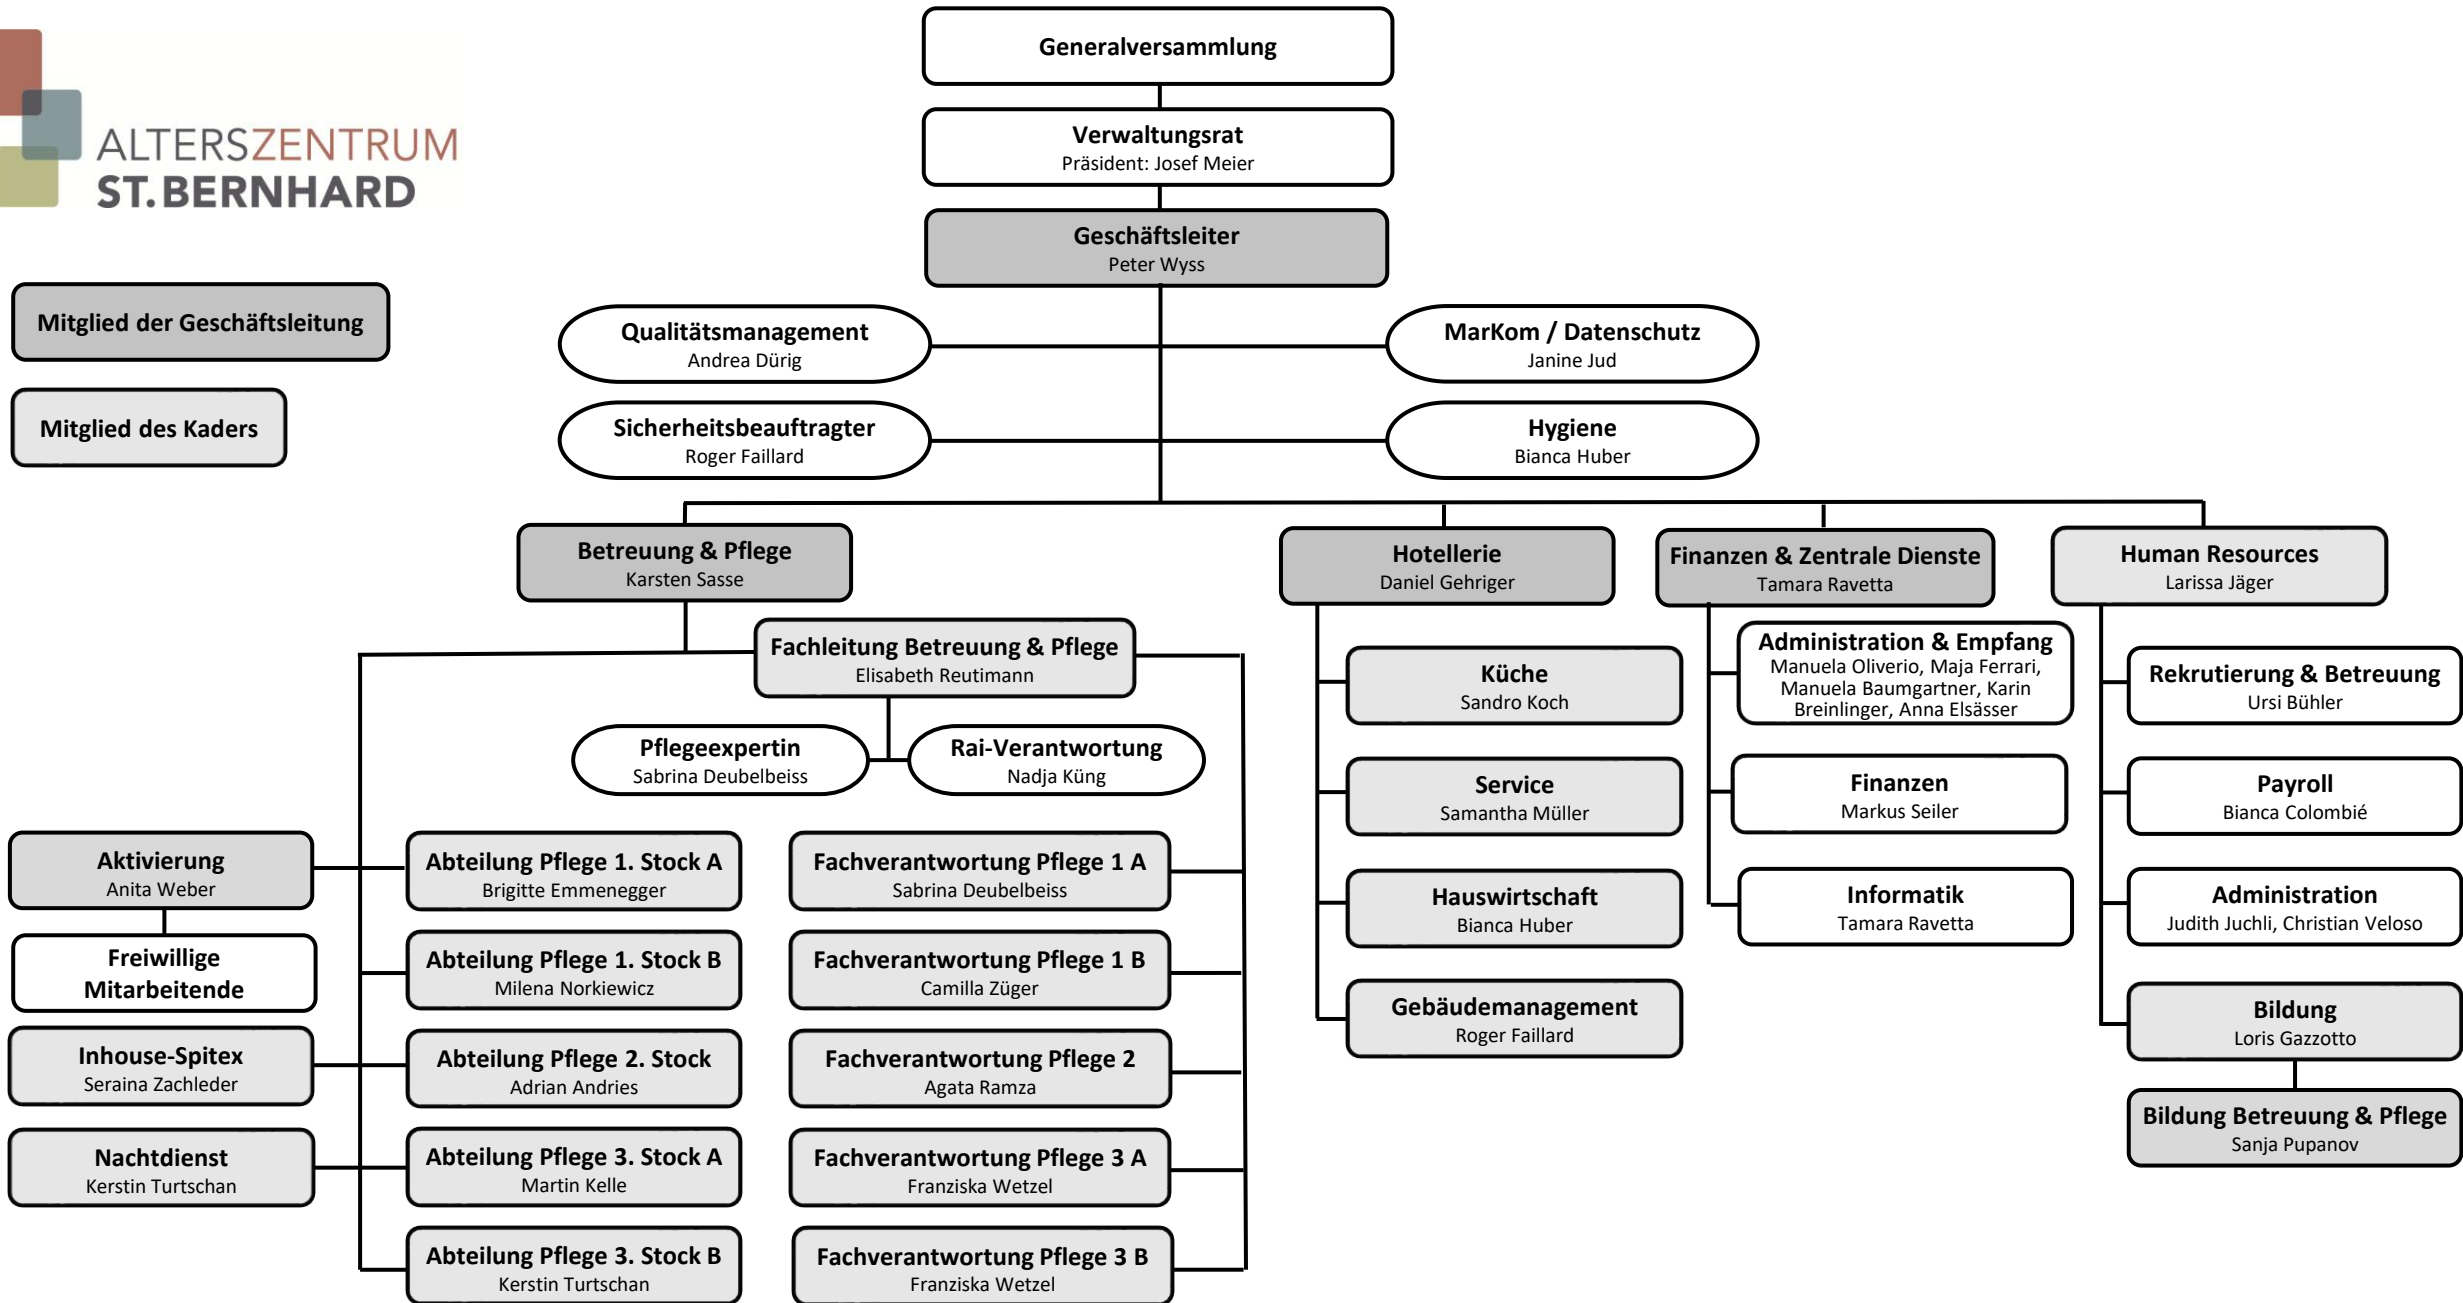 ALTERSZENTRUM
ST.BERNHARD
Generalversammlung
Verwaltungsrat
Präsident: Josef Meier
Geschäftsleiter
Peter Wyss
Mitglied der Geschäftsleitung
Mitglied des Kaders
Qualitätsmanagement
Andrea Dürig
MarKom / Datenschutz
Janine Jud
Sicherheitsbeauftragter
Roger Faillard
Hygiene
Bianca Huber
Betreuung & Pflege
Karsten Sasse
Hotellerie
Daniel Gehriger
Finanzen & Zentrale Dienste
Tamara Ravetta
Human Resources
Larissa Jäger
Fachleitung Betreuung & Pflege
Elisabeth Reutimann
Pflegeexpertin
Sabrina Deubelbeiss
Rai-Verantwortung
Nadja Küng
Aktivierung
Anita Weber
Freiwillige
Mitarbeitende
Inhouse-Spitex
Seraina Zachleder
Nachtdienst
Kerstin Turtschan
Abteilung Pflege 1. Stock A
Brigitte Emmenegger
Abteilung Pflege 1. Stock B
Milena Norkiewicz
Abteilung Pflege 2. Stock
Adrian Andries
Abteilung Pflege 3. Stock A
Martin Kelle
Abteilung Pflege 3. Stock B
Kerstin Turtschan
Fachverantwortung Pflege 1 A
Sabrina Deubelbeiss
Fachverantwortung Pflege 1 B
Camilla Züger
Fachverantwortung Pflege 2
Agata Ramza
Fachverantwortung Pflege 3 A
Franziska Wetzel
Fachverantwortung Pflege 3 B
Franziska Wetzel
Küche
Sandro Koch
Service
Samantha Müller
Hauswirtschaft
Bianca Huber
Gebäudemanagement
Roger Faillard
Administration & Empfang
Manuela Oliverio, Maja Ferrari,
Manuela Baumgartner, Karin
Breinlinger, Anna Elsässer
Finanzen
Markus Seiler
Informatik
Tamara Ravetta
Rekrutierung & Betreuung
Ursi Bühler
Payroll
Bianca Colombié
Administration
Judith Juchli, Christian Veloso
Bildung
Loris Gazzotto
Bildung Betreuung & Pflege
Sanja Pupanov